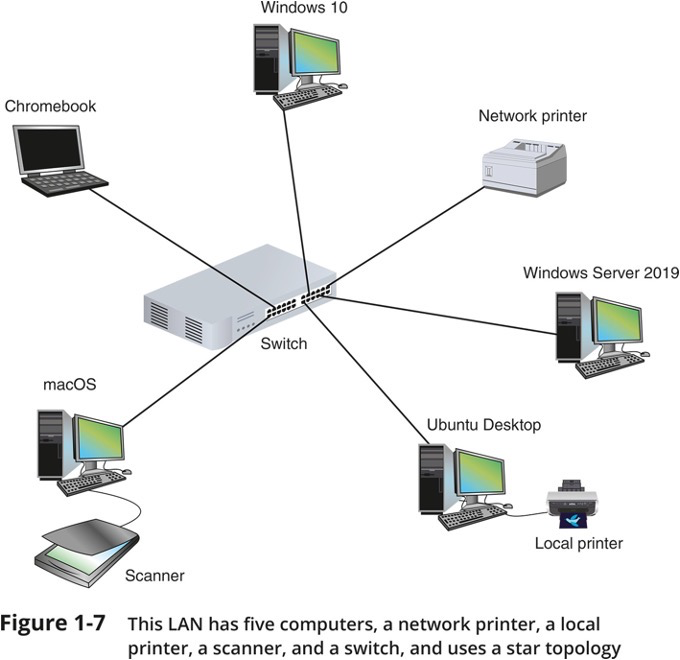 Windows 10
Chromebook
Network printer
Windows Server 2019
Switch
macOS
Ubuntu Desktop
Local printer
Scanner
Figure 1-7 This LAN has five computers, a network printer, a local
printer, a scanner, and a switch, and uses a star topology